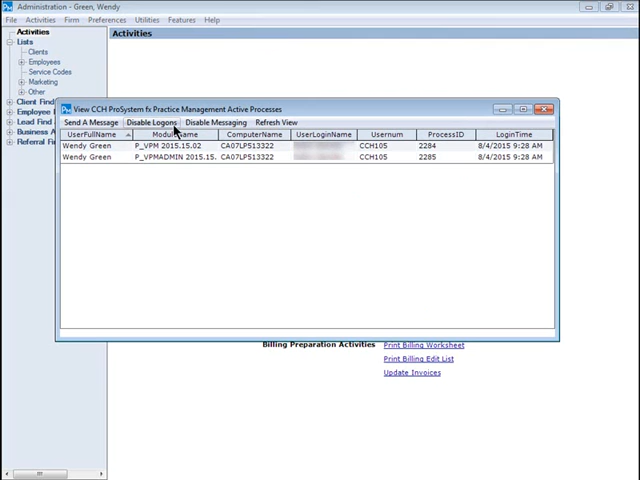 Administration - Green, Wendy
File Activities Firm Preferences Utilities Features Help
Activities
Lists
Clients
Employees
Service Codes
Marketing
Other
Client Find
Employee
Lead Find
Business A
Referral Fi
Activities
View CCH ProSystem fx Practice Management Active Processes
Send A Message Disable Logons Disable Messaging Refresh View
UserFullName ComputerName UserLoginName Usernum ProcessID LoginTime
Wendy Green P_VPM 2015.15.02 CA07LP513322 CCH105 2284 8/4/2015 9:28 AM
Wendy Green P_VPMADMIN 2015.15. CA07LP513322 CCH105 2285 8/4/2015 9:28 AM
Billing Preparation Activities Print Billing Worksheet
Print Billing Edit List
Update Invoices